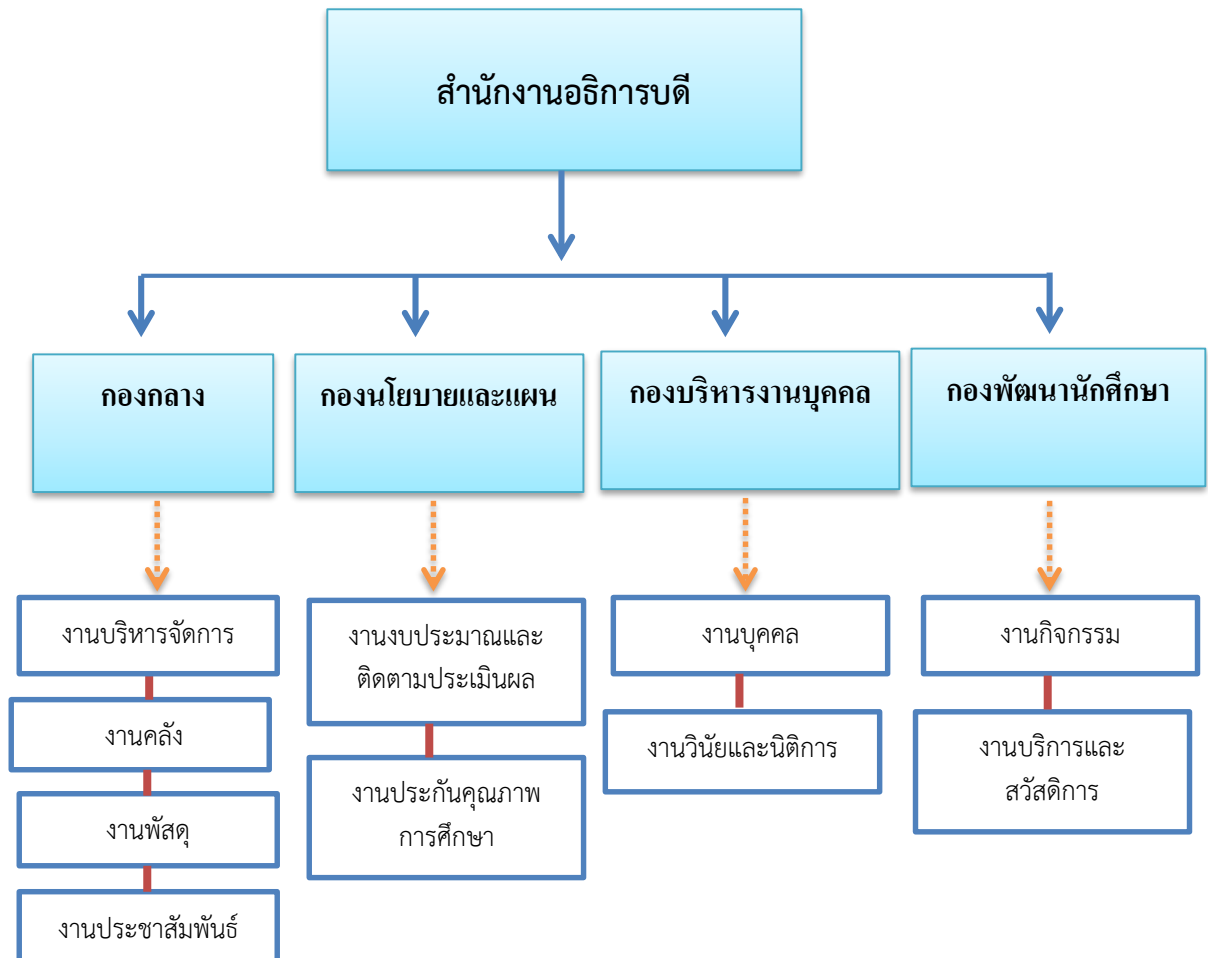 สำนักงานอธิการบดี
กองกลาง
กองนโยบายและแผน
กองบริหารงานบุคคล
กองพัฒนานักศึกษา
งานบริหารจัดการ
งานคลัง
งานพัสดุ
งานประชาสัมพันธ์
งานงบประมาณและ
ติดตามประเมินผล
งานประกันคุณภาพ
การศึกษา
งานบุคคล
งานวินัยและนิติการ
งานกิจกรรม
งานบริการและ
สวัสดิการ